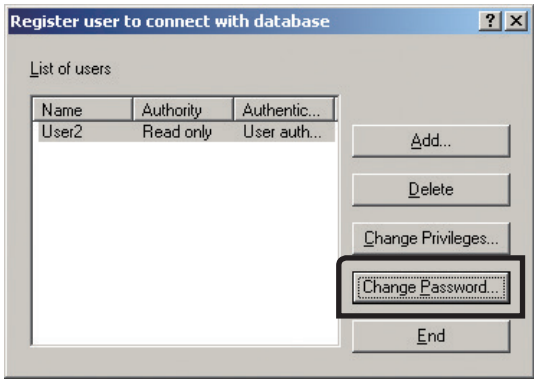 Register user to connect with database
List of users
Name Authority Authentic...
User2 Read only User auth...
Add...
Delete
Change Privileges...
Change Password...
End